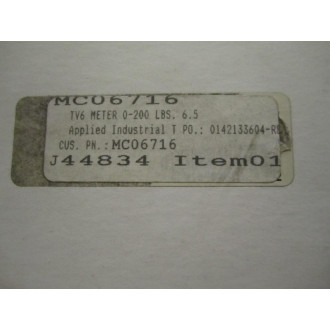 MC06716
TV6 METER 0-200 LBS. 6.5
Applied Industrial T PO.: 0142133604-RS
CUS. PN.: MC06716
J44834 Item01